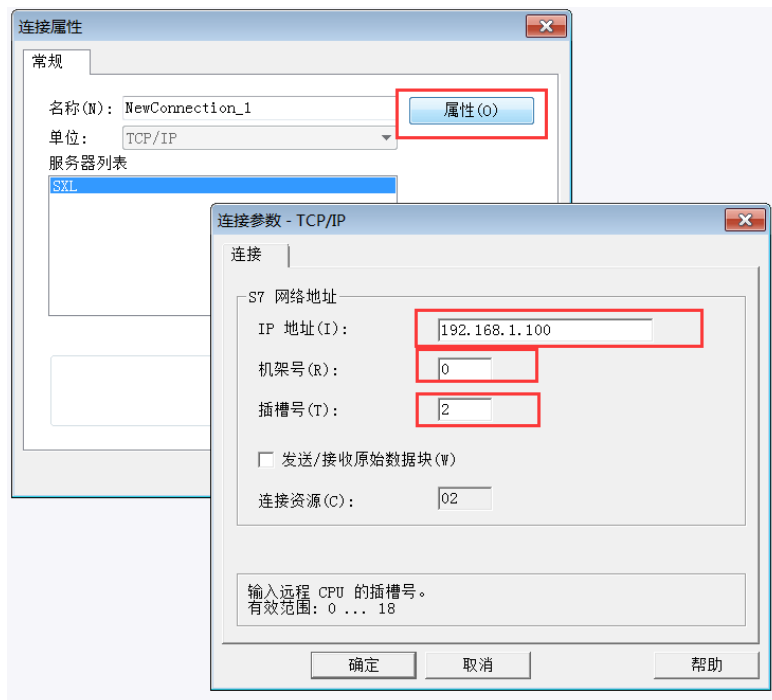 连接属性
常规
名称(N): NewConnection_1 属性(O)
单位: TCP/IP
服务器列表
SXL
连接参数 - TCP/IP
连接
S7 网络地址
IP 地址(I): 192.168.1.100
机架号(R): 0
插槽号(T): 2
发送/接收原始数据块(W)
连接资源(C): 02
输入远程 CPU 的插槽号。
有效范围: 0 ... 18
确定 取消 帮助